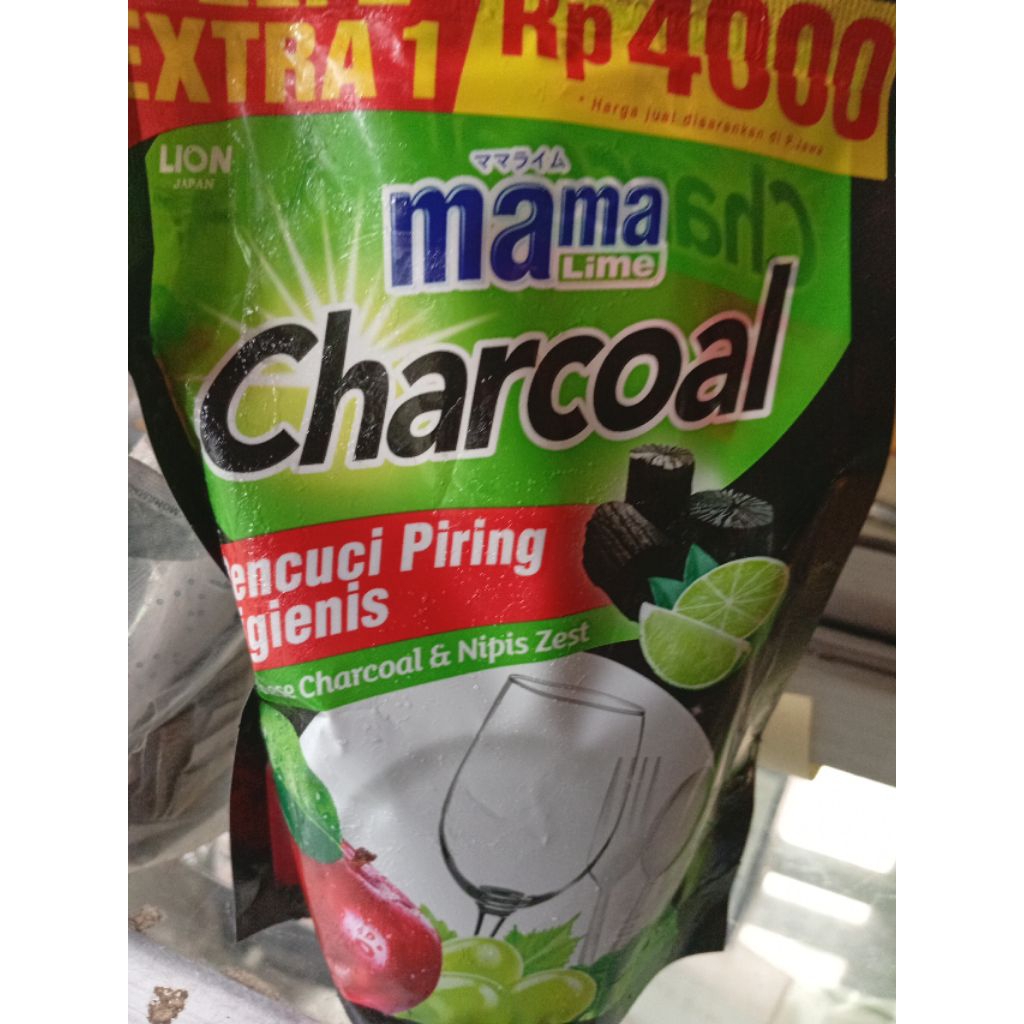 EXTRA 1
Rp 4000
* Harga jual disarankan di P.Jawa
LION
JAPAN
ママライム
mama
Lime
Charcoal
encuci Piring
gienis
Charcoal & Nipis Zest